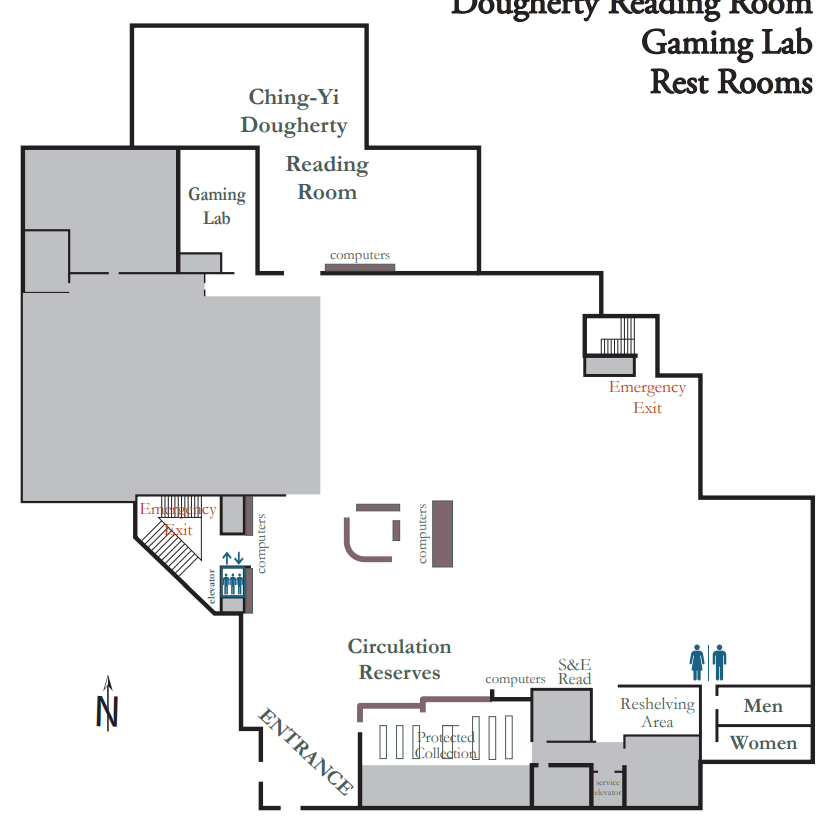 Dougherty Reading Room
Gaming Lab
Rest Rooms
Ching-Yi
Dougherty
Reading
Room
Gaming
Lab
computers
Emergency
Exit
Emergency
Exit
computers
elevator
computers
Circulation
Reserves
computers
S&E
Read
Reshelving
Area
Men
Women
Protected
Collection
ENTRANCE
service
elevator
N